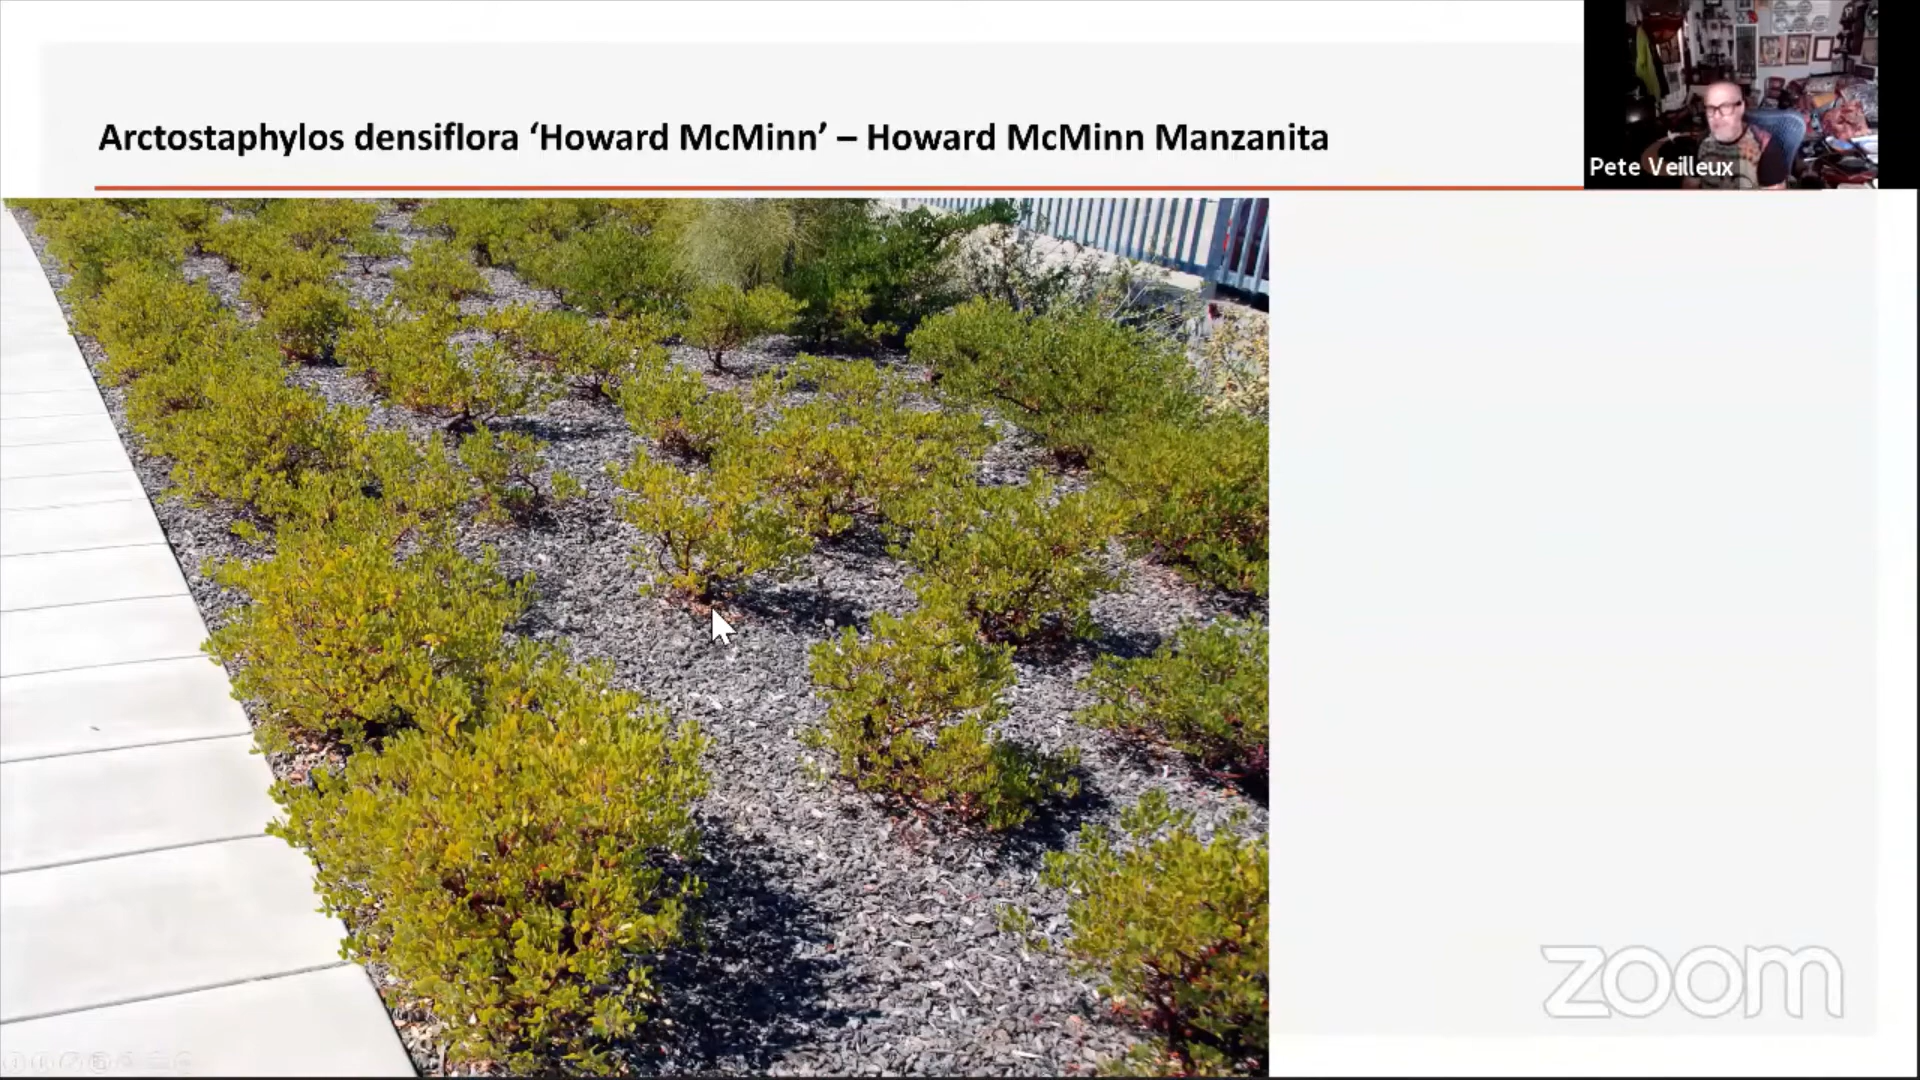 Arctostaphylos densiflora ‘Howard McMinn’ – Howard McMinn Manzanita
Pete Veilleux
zoom